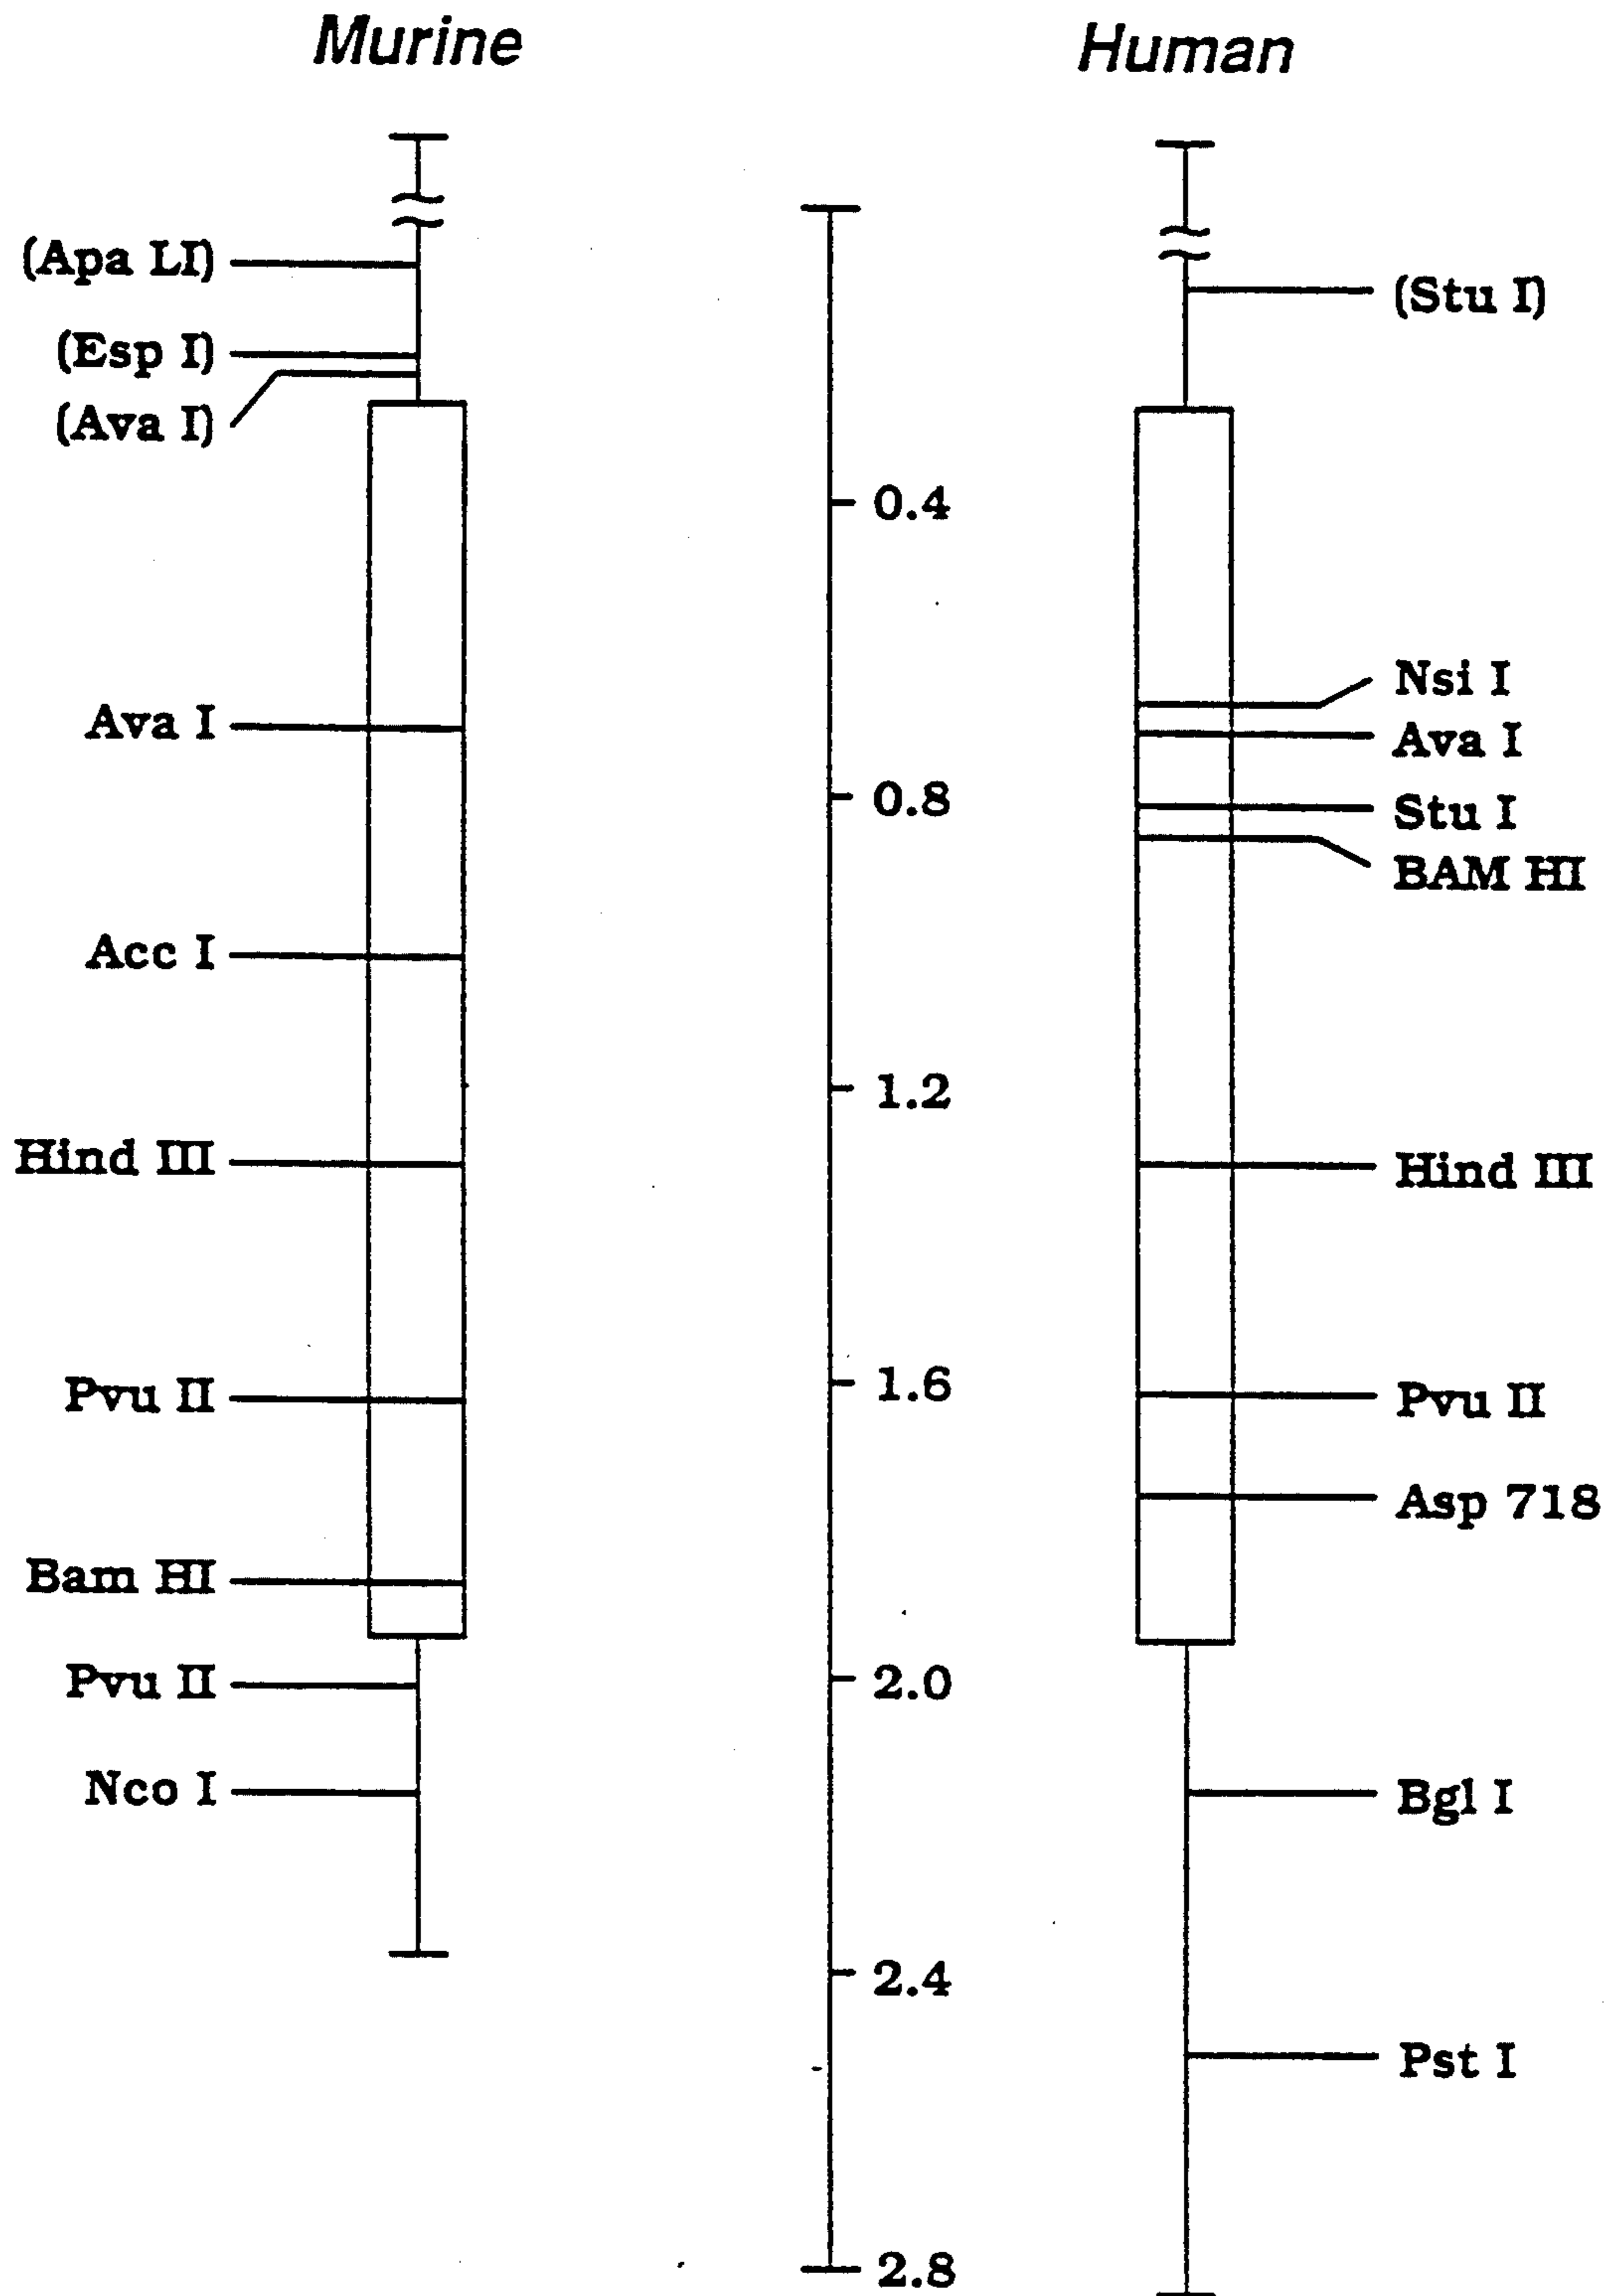 Murine
Human
(Apa LI)
(Esp I)
(Ava I)
Ava I
Acc I
Hind III
Pvu II
Bam HI
Pvu II
Nco I
0.4
0.8
1.2
1.6
2.0
2.4
2.8
(Stu I)
Nsi I
Ava I
Stu I
BAM HI
Hind III
Pvu II
Asp 718
Bgl I
Pst I